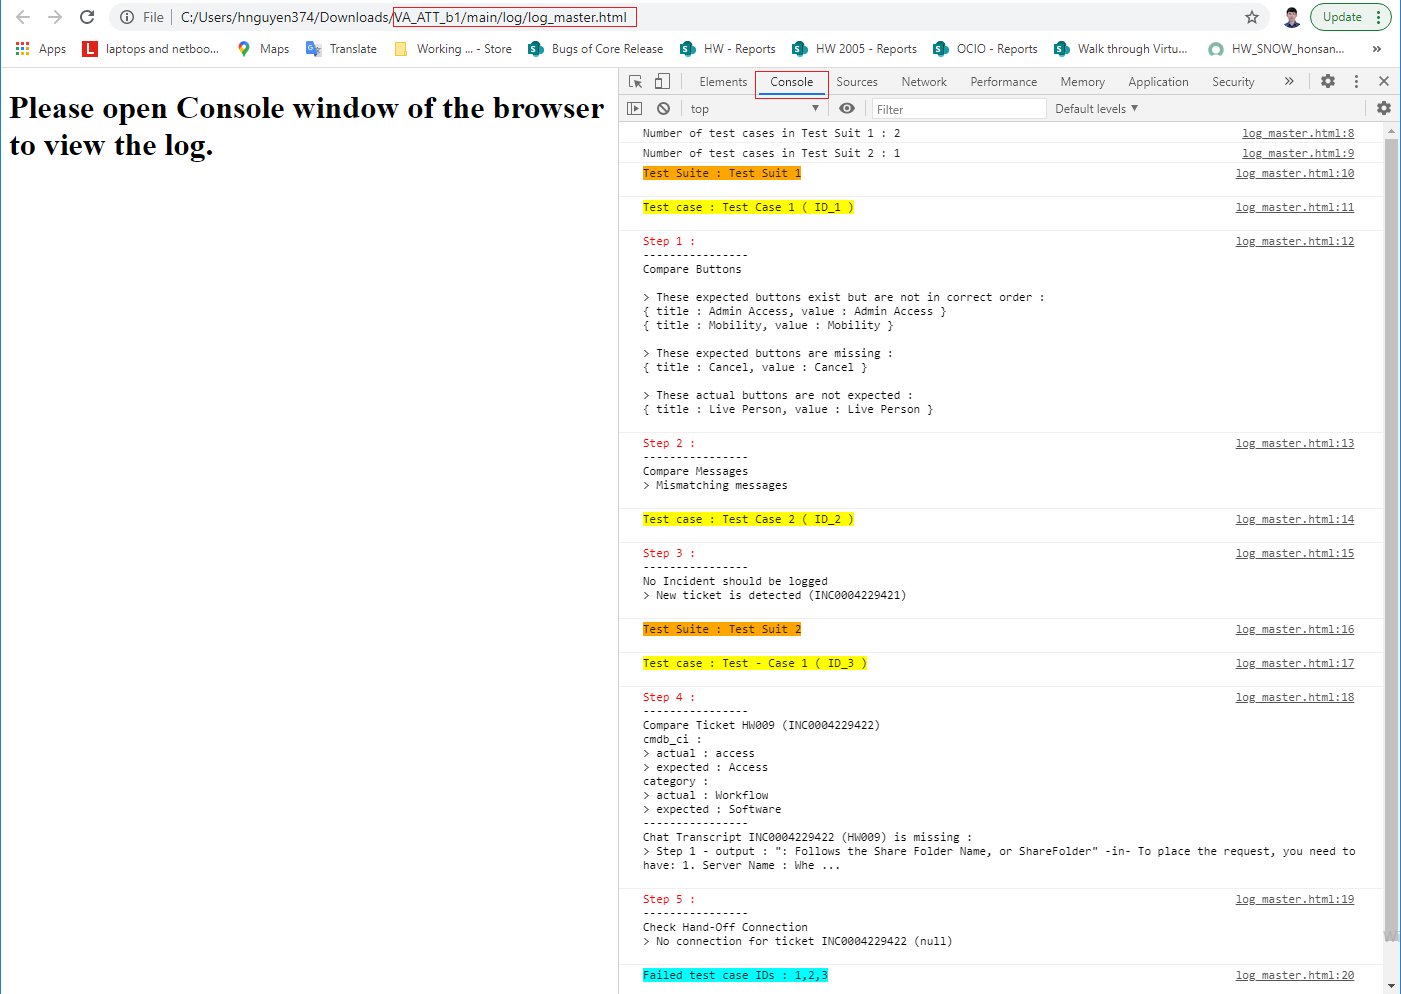 File C:/Users/hnguyen374/Downloads/VA_ATT_b1/main/log/log_master.html Update
Apps laptops and netboo... Maps Translate Working ... - Store Bugs of Core Release HW - Reports HW 2005 - Reports OCIO - Reports Walk through Virtu... HW_SNOW_honsan... »
Please open Console window of the browser
to view the log.
Elements Console Sources Network Performance Memory Application Security »
top Filter Default levels
Number of test cases in Test Suit 1 : 2 log_master.html:8
Number of test cases in Test Suit 2 : 1 log_master.html:9
Test Suite : Test Suit 1 log_master.html:10
Test case : Test Case 1 ( ID_1 ) log_master.html:11
Step 1 : log_master.html:12
----------------
Compare Buttons
> These expected buttons exist but are not in correct order :
{ title : Admin Access, value : Admin Access }
{ title : Mobility, value : Mobility }
> These expected buttons are missing :
{ title : Cancel, value : Cancel }
> These actual buttons are not expected :
{ title : Live Person, value : Live Person }
Step 2 : log_master.html:13
----------------
Compare Messages
> Mismatching messages
Test case : Test Case 2 ( ID_2 ) log_master.html:14
Step 3 : log_master.html:15
----------------
No Incident should be logged
> New ticket is detected (INC0004229421)
Test Suite : Test Suit 2 log_master.html:16
Test case : Test - Case 1 ( ID_3 ) log_master.html:17
Step 4 : log_master.html:18
----------------
Compare Ticket HW009 (INC0004229422)
cmdb_ci :
> actual : access
> expected : Access
category :
> actual : Workflow
> expected : Software
----------------
Chat Transcript INC0004229422 (HW009) is missing :
> Step 1 - output : ": Follows the Share Folder Name, or ShareFolder" -in- To place the request, you need to
have: 1. Server Name : Whe ...
Step 5 : log_master.html:19
----------------
Check Hand-Off Connection
> No connection for ticket INC0004229422 (null)
Failed test case IDs : 1,2,3 log_master.html:20